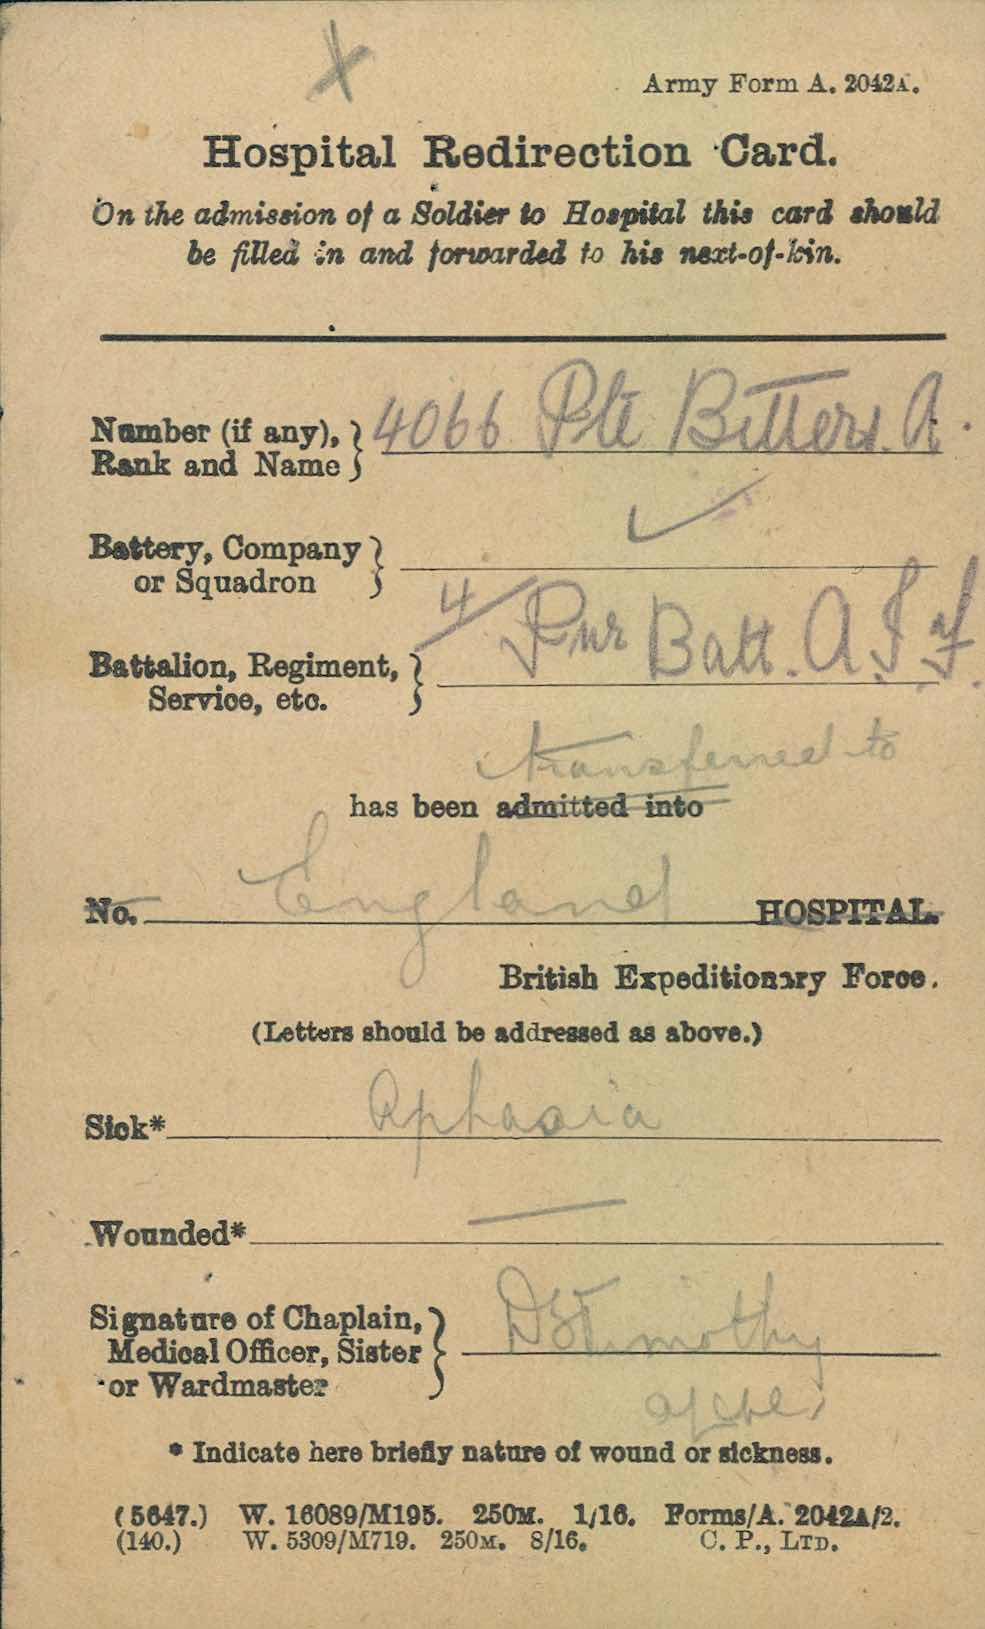 X
Army Form A. 2042A.
Hospital Redirection Card.
On the admission of a Soldier to Hospital this card should
be filled in and forwarded to his next-of-kin.
Number (if any), } 4066 Pte Bitters. A.
Rank and Name
Battery, Company }
or Squadron
Battalion, Regiment, } 4/ Pnr Batt. A.I.F.
Service, etc.
transferred to
has been admitted into
No. England HOSPITAL.
British Expeditionary Force.
(Letters should be addressed as above.)
Sick* Aphasia
Wounded* —
Signature of Chaplain, } Timothy
Medical Officer, Sister
or Wardmaster
* Indicate here briefly nature of wound or sickness.
(5647.) W. 16089/M195. 250M. 1/16. Forms/A. 2042A/2.
(140.) W. 5309/M719. 250M. 8/16. C. P., LTD.